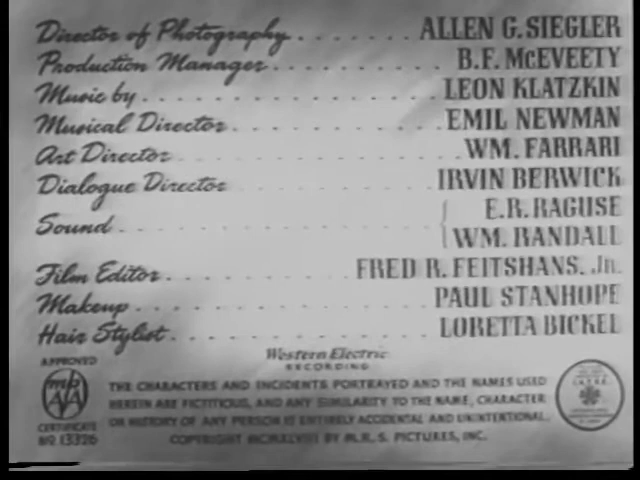 Director of Photography . . . . . . . ALLEN G. SIEGLER
Production Manager . . . . . . . . . B. F. McEVEETY
Music by . . . . . . . . . . . . . . . LEON KLATZKIN
Musical Director . . . . . . . . . . EMIL NEWMAN
Art Director . . . . . . . . . . . . . WM. FARRARI
Dialogue Director . . . . . . . . . IRVIN BERWICK
Sound . . . . . . . . . . . . . . . . { E. R. RAGUSE
WM. RANDALL
Film Editor . . . . . . . . . FRED R. FEITSHANS, Jr.
Makeup . . . . . . . . . . . . . . . PAUL STANHOPE
Hair Stylist . . . . . . . . . . . . LORETTA BICKEL
Western Electric
RECORDING
APPROVED
MPAA
CERTIFICATE
No. 13326
THE CHARACTERS AND INCIDENTS PORTRAYED AND THE NAMES USED
HEREIN ARE FICTITIOUS, AND ANY SIMILARITY TO THE NAME, CHARACTER
OR HISTORY OF ANY PERSON IS ENTIRELY ACCIDENTAL AND UNINTENTIONAL.
COPYRIGHT MCMXLVIII BY M.R.S. PICTURES, INC.
I.A.T.S.E.